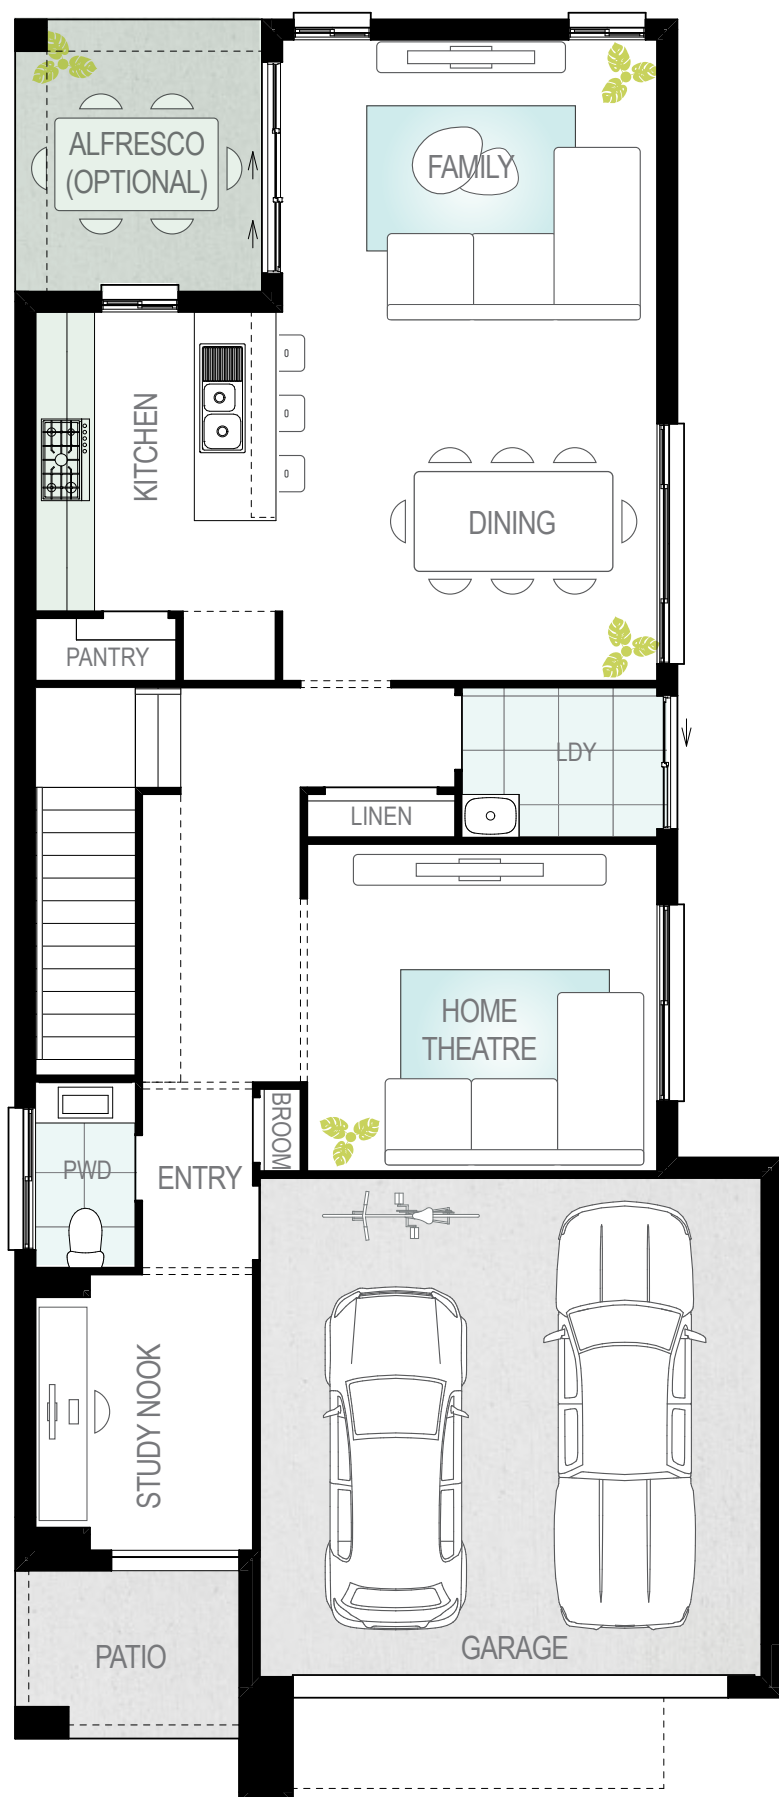 ALFRESCO
(OPTIONAL)
FAMILY
KITCHEN
DINING
PANTRY
LDY
LINEN
HOME
THEATRE
BROOM
PWD
ENTRY
STUDY NOOK
GARAGE
PATIO